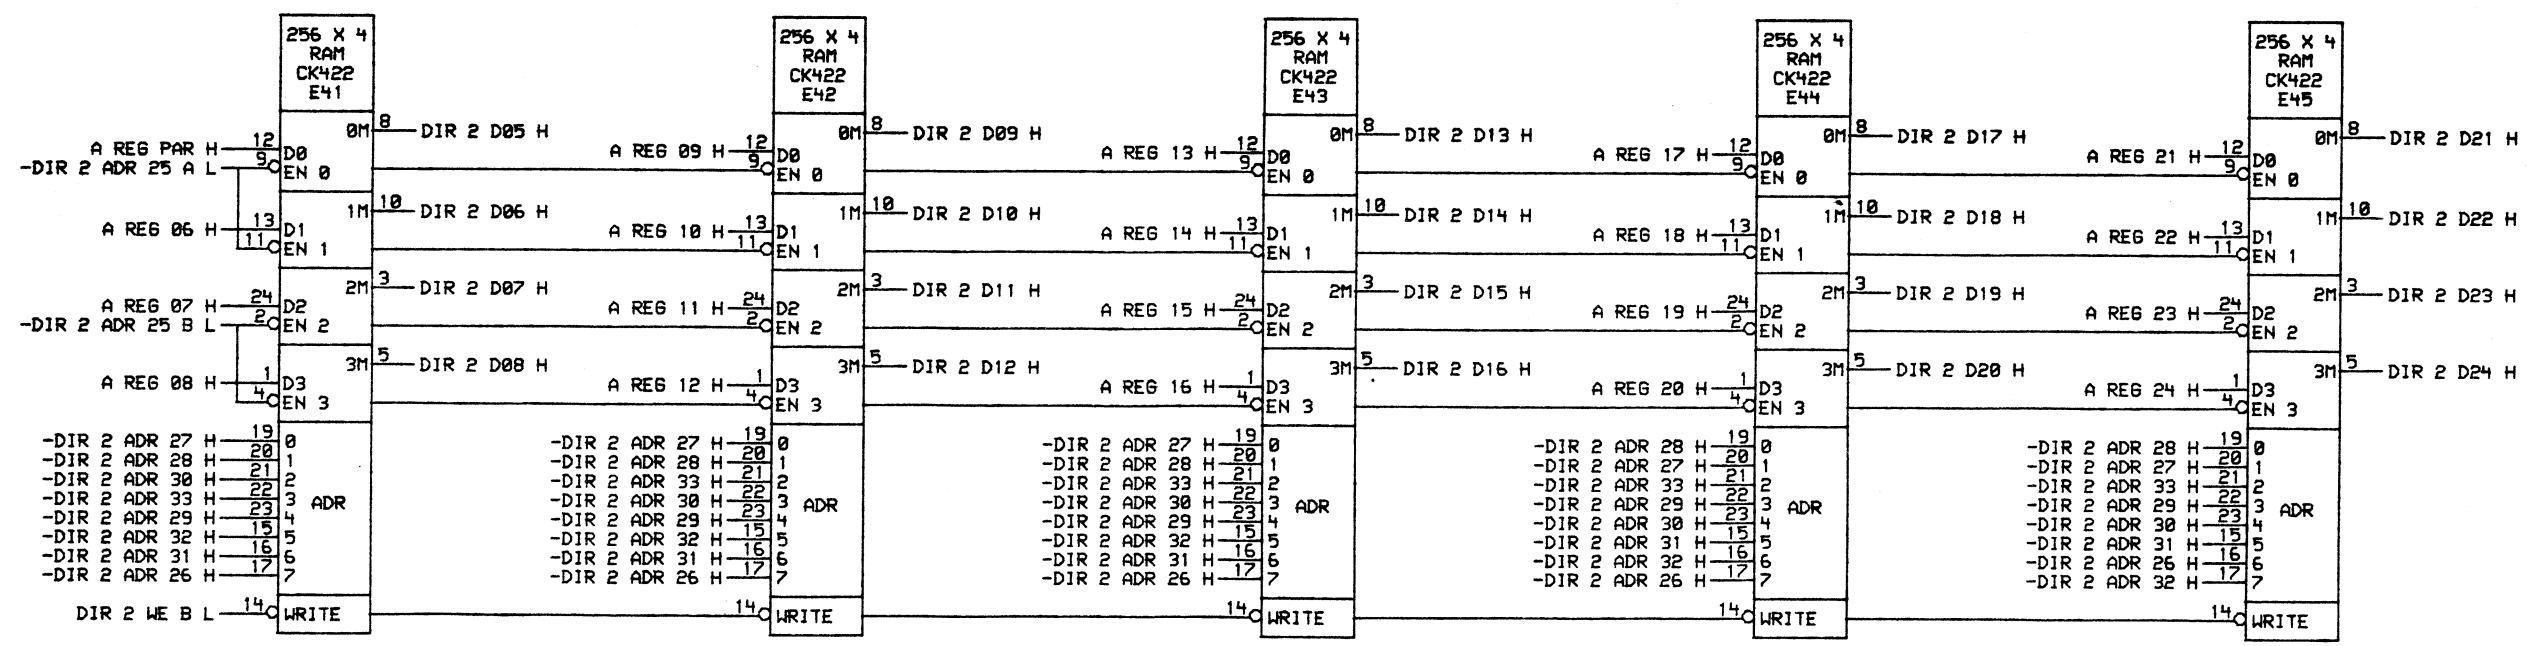 256 X 4
RAM
CK422
E41
12
A REG PAR H
D0
0M
8
DIR 2 D05 H
9
-DIR 2 ADR 25 A L
EN 0
1M
10
DIR 2 D06 H
13
A REG 06 H
D1
11
EN 1
2M
3
DIR 2 D07 H
24
A REG 07 H
D2
2
-DIR 2 ADR 25 B L
EN 2
3M
5
DIR 2 D08 H
1
A REG 08 H
D3
4
EN 3
-DIR 2 ADR 27 H 19 0
-DIR 2 ADR 28 H 20 1
-DIR 2 ADR 30 H 21 2
-DIR 2 ADR 33 H 22 3
-DIR 2 ADR 29 H 23 4
-DIR 2 ADR 32 H 15 5
-DIR 2 ADR 31 H 16 6
-DIR 2 ADR 26 H 17 7
ADR
DIR 2 WE B L 14 WRITE
256 X 4
RAM
CK422
E42
0M
8
DIR 2 D09 H
12
A REG 09 H
D0
9
EN 0
1M
10
DIR 2 D10 H
13
A REG 10 H
D1
11
EN 1
2M
3
DIR 2 D11 H
24
A REG 11 H
D2
2
EN 2
3M
5
DIR 2 D12 H
1
A REG 12 H
D3
4
EN 3
-DIR 2 ADR 27 H 19 0
-DIR 2 ADR 28 H 20 1
-DIR 2 ADR 33 H 21 2
-DIR 2 ADR 30 H 22 3
-DIR 2 ADR 29 H 23 4
-DIR 2 ADR 32 H 15 5
-DIR 2 ADR 31 H 16 6
-DIR 2 ADR 26 H 17 7
ADR
14 WRITE
256 X 4
RAM
CK422
E43
0M
8
DIR 2 D13 H
12
A REG 13 H
D0
9
EN 0
1M
10
DIR 2 D14 H
13
A REG 14 H
D1
11
EN 1
2M
3
DIR 2 D15 H
24
A REG 15 H
D2
2
EN 2
3M
5
DIR 2 D16 H
1
A REG 16 H
D3
4
EN 3
-DIR 2 ADR 27 H 19 0
-DIR 2 ADR 28 H 20 1
-DIR 2 ADR 33 H 21 2
-DIR 2 ADR 30 H 22 3
-DIR 2 ADR 29 H 23 4
-DIR 2 ADR 32 H 15 5
-DIR 2 ADR 31 H 16 6
-DIR 2 ADR 26 H 17 7
ADR
14 WRITE
256 X 4
RAM
CK422
E44
0M
8
DIR 2 D17 H
12
A REG 17 H
D0
9
EN 0
1M
10
DIR 2 D18 H
13
A REG 18 H
D1
11
EN 1
2M
3
DIR 2 D19 H
24
A REG 19 H
D2
2
EN 2
3M
5
DIR 2 D20 H
1
A REG 20 H
D3
4
EN 3
-DIR 2 ADR 28 H 19 0
-DIR 2 ADR 27 H 20 1
-DIR 2 ADR 33 H 21 2
-DIR 2 ADR 29 H 22 3
-DIR 2 ADR 30 H 23 4
-DIR 2 ADR 31 H 15 5
-DIR 2 ADR 32 H 16 6
-DIR 2 ADR 26 H 17 7
ADR
14 WRITE
256 X 4
RAM
CK422
E45
0M
8
DIR 2 D21 H
12
A REG 21 H
D0
9
EN 0
1M
10
DIR 2 D22 H
13
A REG 22 H
D1
11
EN 1
2M
3
DIR 2 D23 H
24
A REG 23 H
D2
2
EN 2
3M
5
DIR 2 D24 H
1
A REG 24 H
D3
4
EN 3
-DIR 2 ADR 28 H 19 0
-DIR 2 ADR 27 H 20 1
-DIR 2 ADR 33 H 21 2
-DIR 2 ADR 29 H 22 3
-DIR 2 ADR 30 H 23 4
-DIR 2 ADR 31 H 15 5
-DIR 2 ADR 26 H 16 6
-DIR 2 ADR 32 H 17 7
ADR
14 WRITE